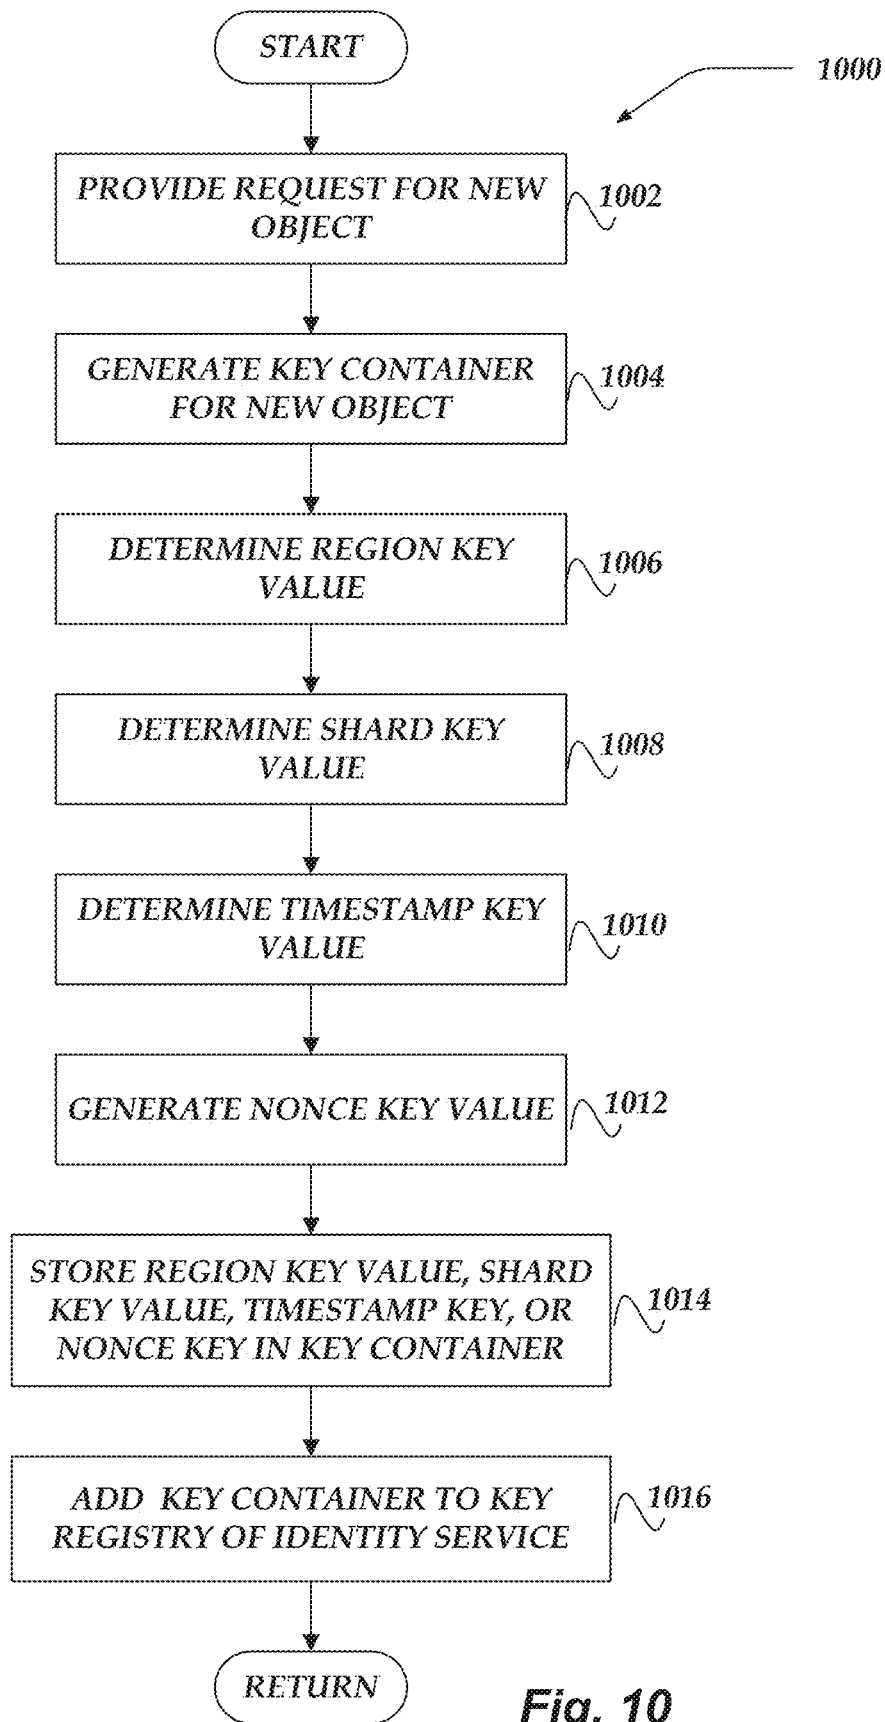 START
1000
PROVIDE REQUEST FOR NEW
OBJECT
1002
GENERATE KEY CONTAINER
FOR NEW OBJECT
1004
DETERMINE REGION KEY
VALUE
1006
DETERMINE SHARD KEY
VALUE
1008
DETERMINE TIMESTAMP KEY
VALUE
1010
GENERATE NONCE KEY VALUE
1012
STORE REGION KEY VALUE, SHARD
KEY VALUE, TIMESTAMP KEY, OR
NONCE KEY IN KEY CONTAINER
1014
ADD KEY CONTAINER TO KEY
REGISTRY OF IDENTITY SERVICE
1016
RETURN
Fig. 10